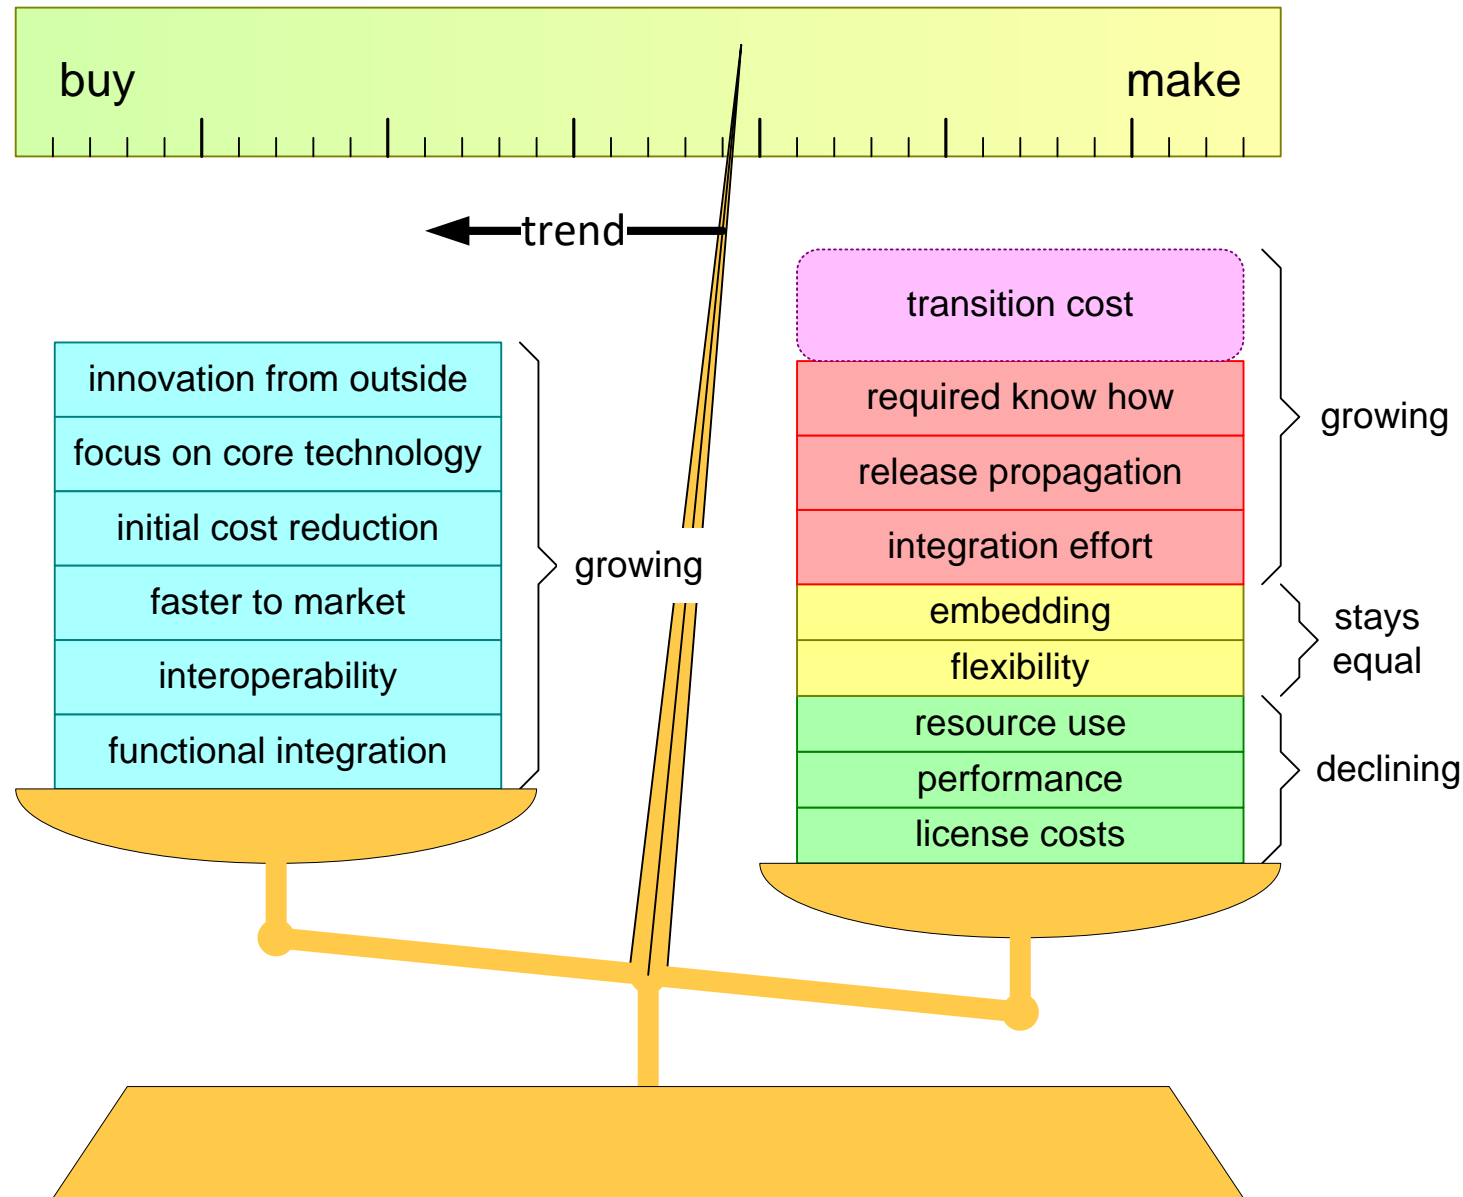 buy
make
trend
innovation from outside
focus on core technology
initial cost reduction
faster to market
interoperability
functional integration
growing
transition cost
required know how
release propagation
integration effort
embedding
flexibility
resource use
performance
license costs
growing
stays
equal
declining